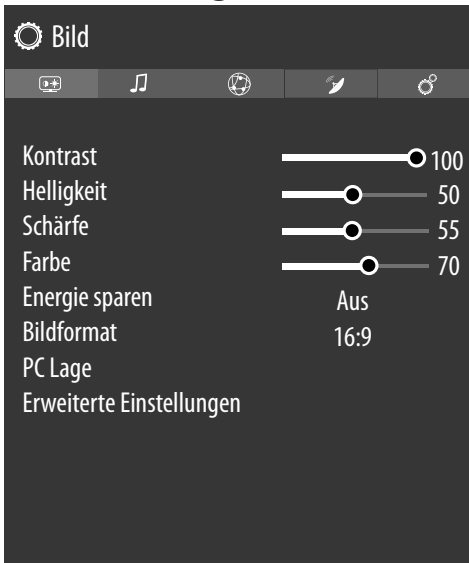 Bild
Kontrast 100
Helligkeit 50
Schärfe 55
Farbe 70
Energie sparen Aus
Bildformat 16:9
PC Lage
Erweiterte Einstellungen